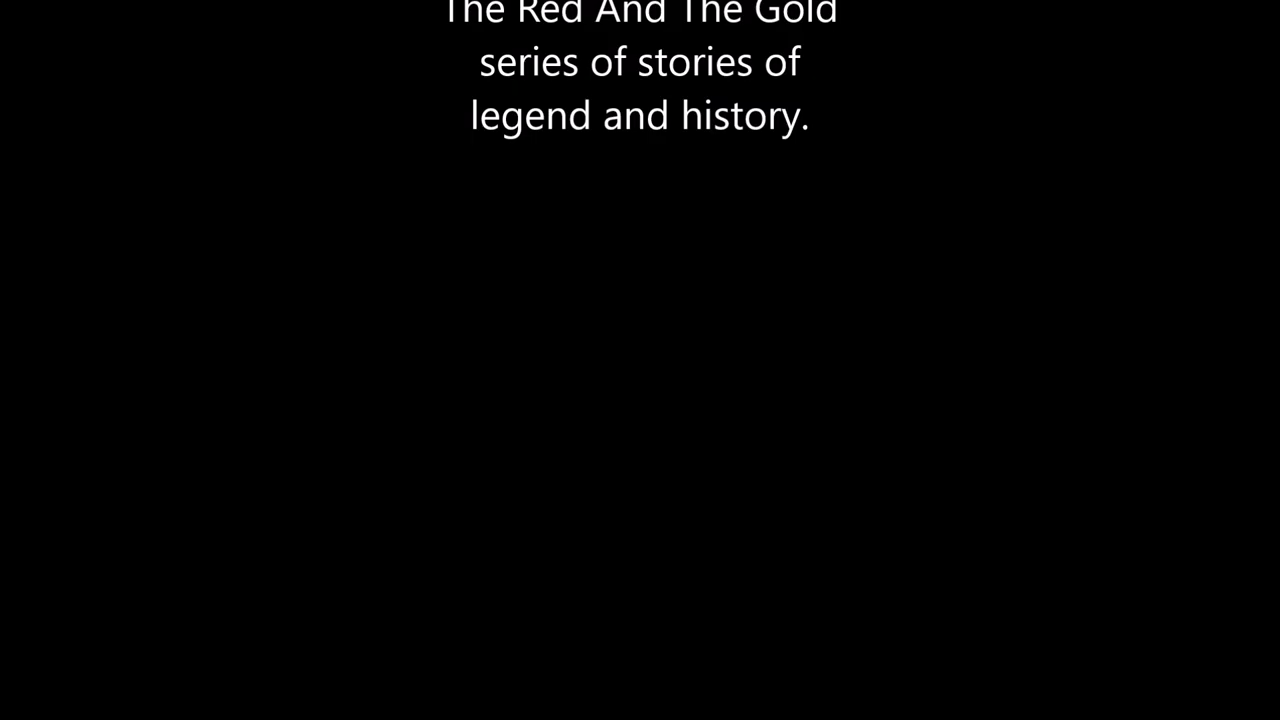 The Red And The Gold
series of stories of
legend and history.